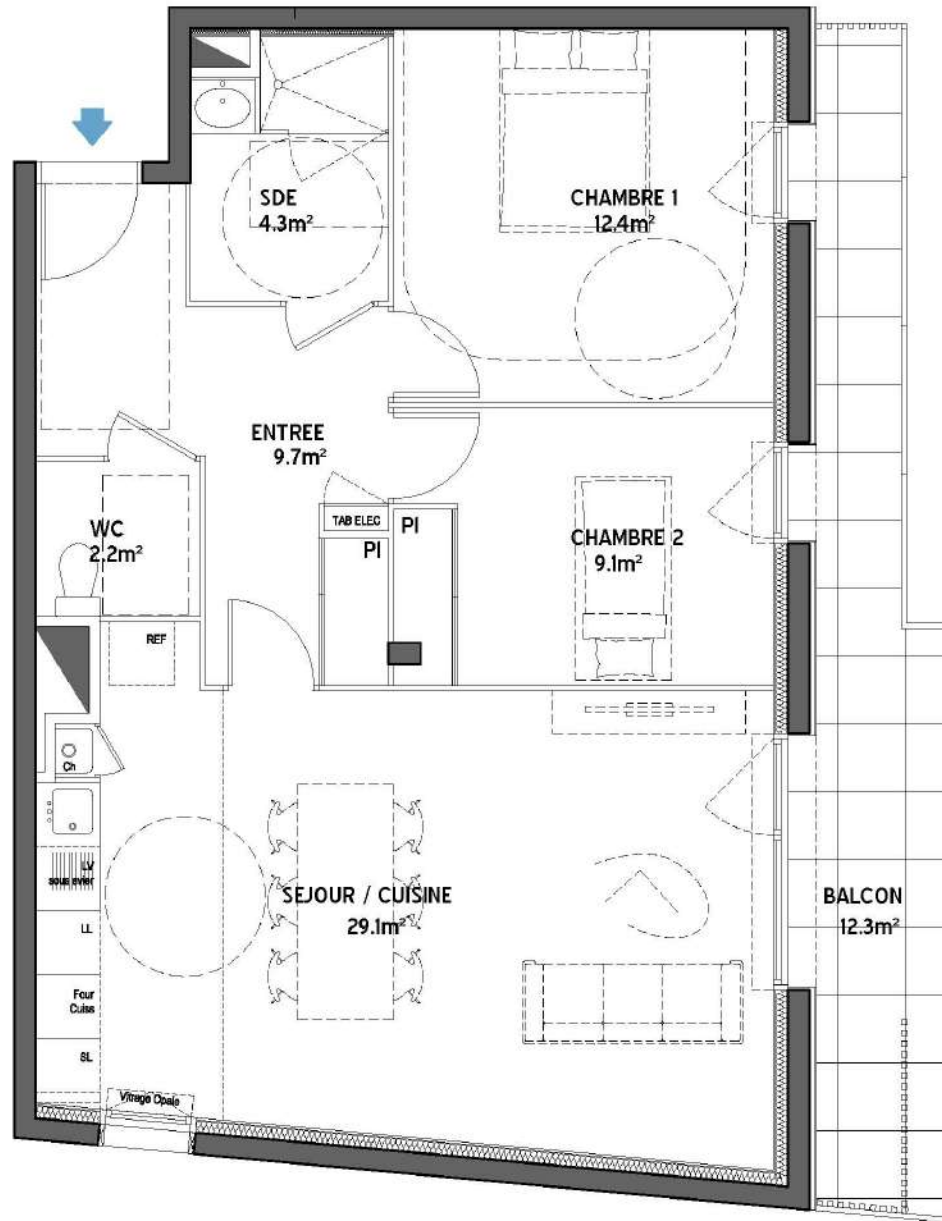 SDE
4.3m²
CHAMBRE 1
12.4m²
ENTREE
9.7m²
WC
2.2m²
TAB ELEC
PI
PI
CHAMBRE 2
9.1m²
REF
Ch
LV
sous evier
LL
SEJOUR / CUISINE
29.1m²
BALCON
12.3m²
Four
Cuiss
SL
Vitrage Opale